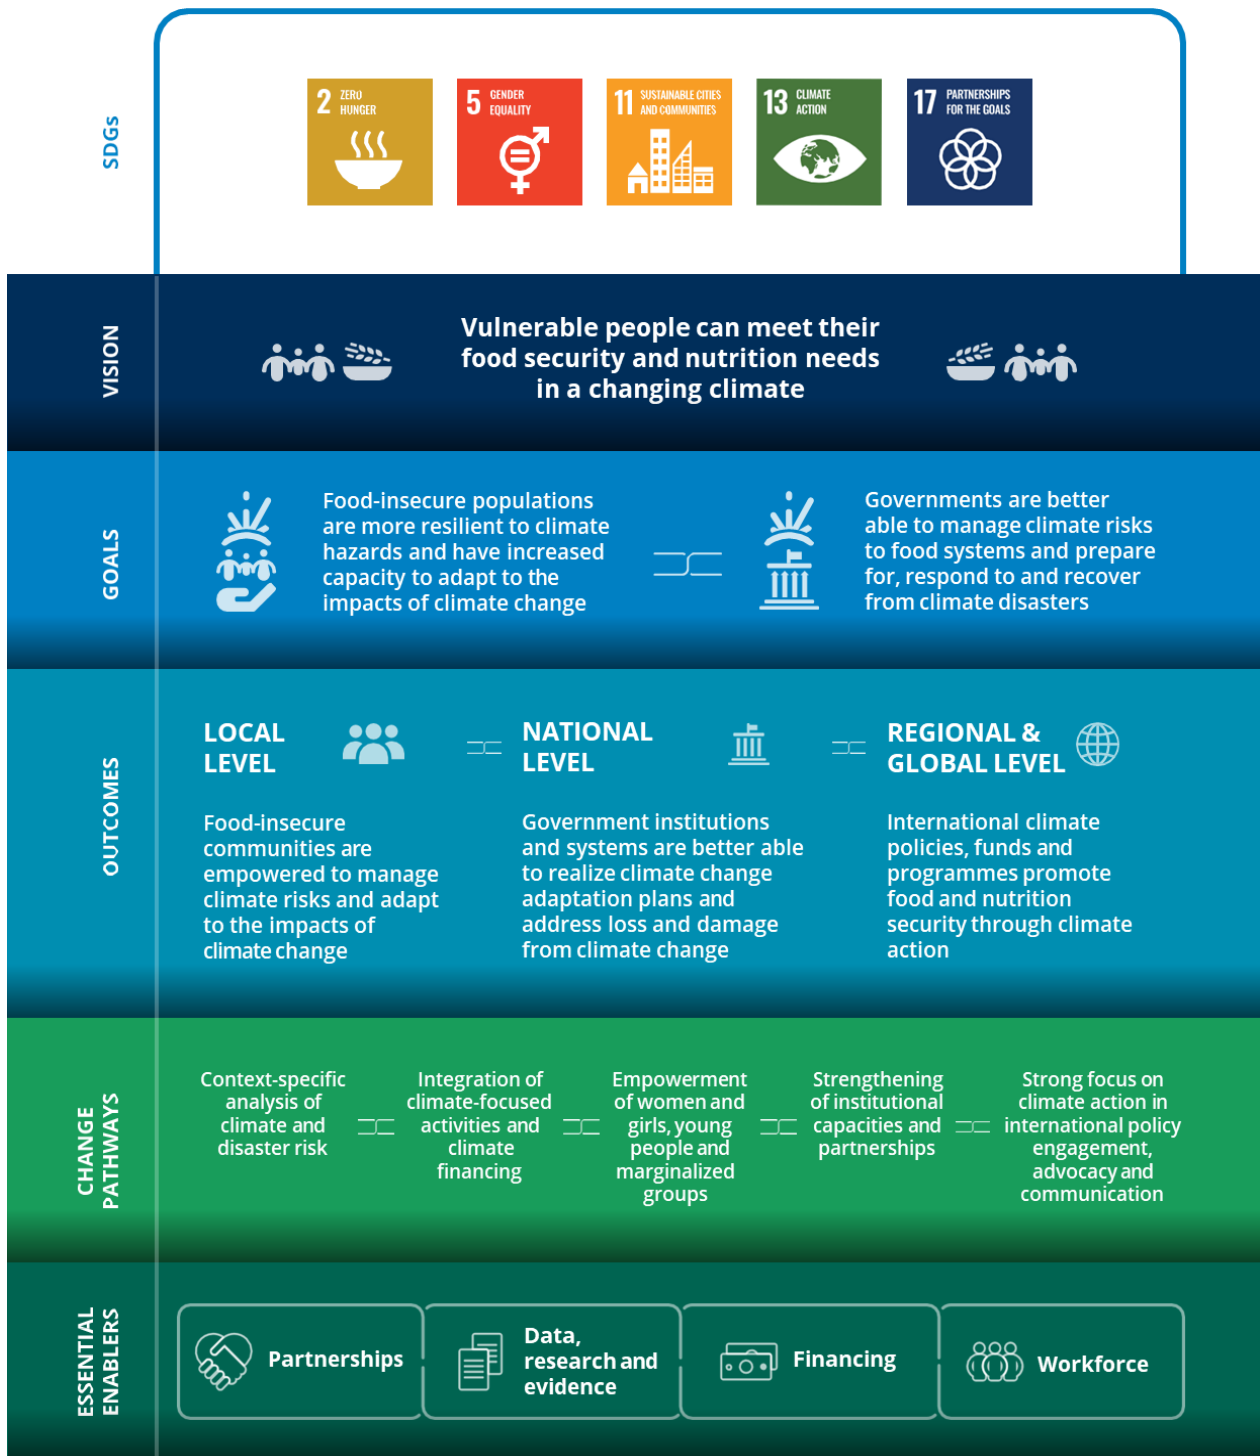 SDGs
2 ZERO
HUNGER
5 GENDER
EQUALITY
11 SUSTAINABLE CITIES
AND COMMUNITIES
13 CLIMATE
ACTION
17 PARTNERSHIPS
FOR THE GOALS
VISION
Vulnerable people can meet their
food security and nutrition needs
in a changing climate
GOALS
Food-insecure populations
are more resilient to climate
hazards and have increased
capacity to adapt to the
impacts of climate change
Governments are better
able to manage climate risks
to food systems and prepare
for, respond to and recover
from climate disasters
OUTCOMES
LOCAL
LEVEL
Food-insecure
communities are
empowered to manage
climate risks and adapt
to the impacts of
climate change
NATIONAL
LEVEL
Government institutions
and systems are better able
to realize climate change
adaptation plans and
address loss and damage
from climate change
REGIONAL &
GLOBAL LEVEL
International climate
policies, funds and
programmes promote
food and nutrition
security through climate
action
CHANGE
PATHWAYS
Context-specific
analysis of
climate and
disaster risk
Integration of
climate-focused
activities and
climate
financing
Empowerment
of women and
girls, young
people and
marginalized
groups
Strengthening
of institutional
capacities and
partnerships
Strong focus on
climate action in
international policy
engagement,
advocacy and
communication
ESSENTIAL
ENABLERS
Partnerships
Data,
research and
evidence
Financing
Workforce